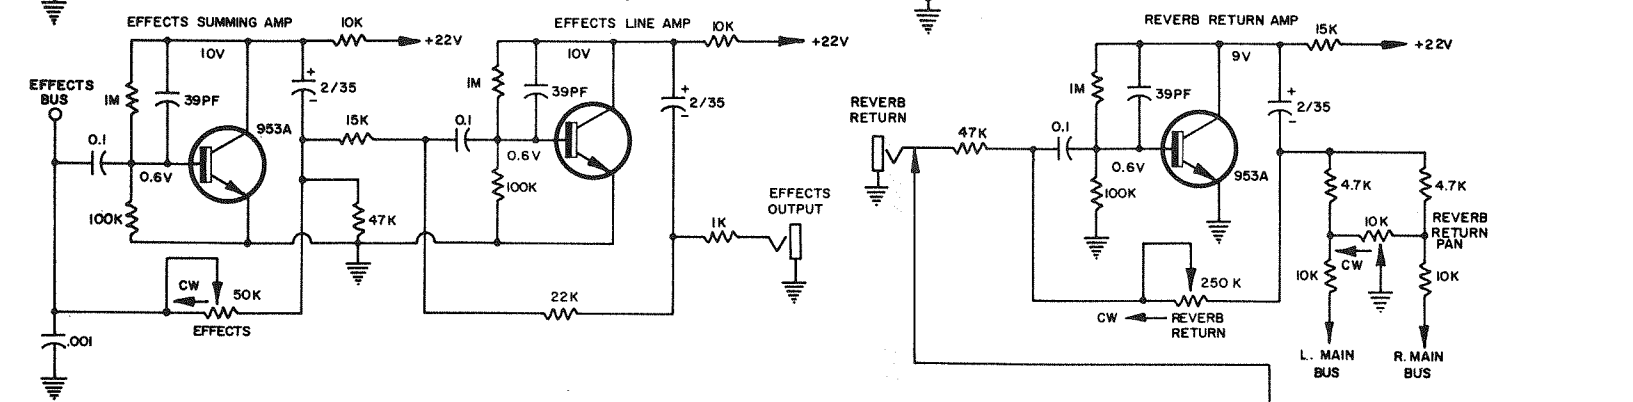 EFFECTS SUMMING AMP
10K
+22V
10V
EFFECTS
BUS
1M
39PF
+
2/35
-
953A
0.1
0.6V
15K
100K
47K
CW
50K
EFFECTS
.001
EFFECTS LINE AMP
10K
+22V
10V
1M
39PF
+
2/35
-
0.1
0.6V
100K
EFFECTS
OUTPUT
1K
22K
REVERB RETURN AMP
15K
+22V
9V
1M
39PF
+
2/35
-
REVERB
RETURN
47K
0.1
0.6V
953A
100K
4.7K
4.7K
10K
REVERB
RETURN
PAN
CW
10K
10K
250 K
CW
REVERB
RETURN
L. MAIN
BUS
R. MAIN
BUS